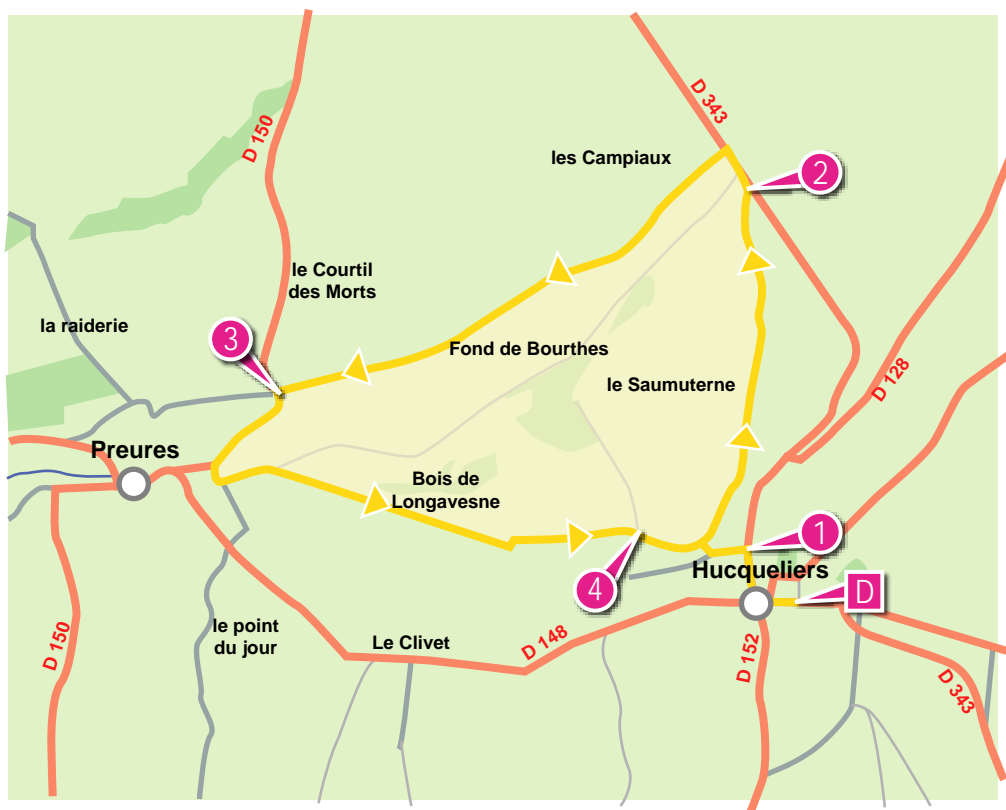 D 343
D 150
les Campiaux
2
le Courtil
des Morts
la raiderie
3
Fond de Bourthes
le Saumuterne
D 128
Preures
Bois de
Longavesne
1
4
Hucqueliers
D
le point
du jour
Le Clivet
D 148
D 150
D 152
D 343